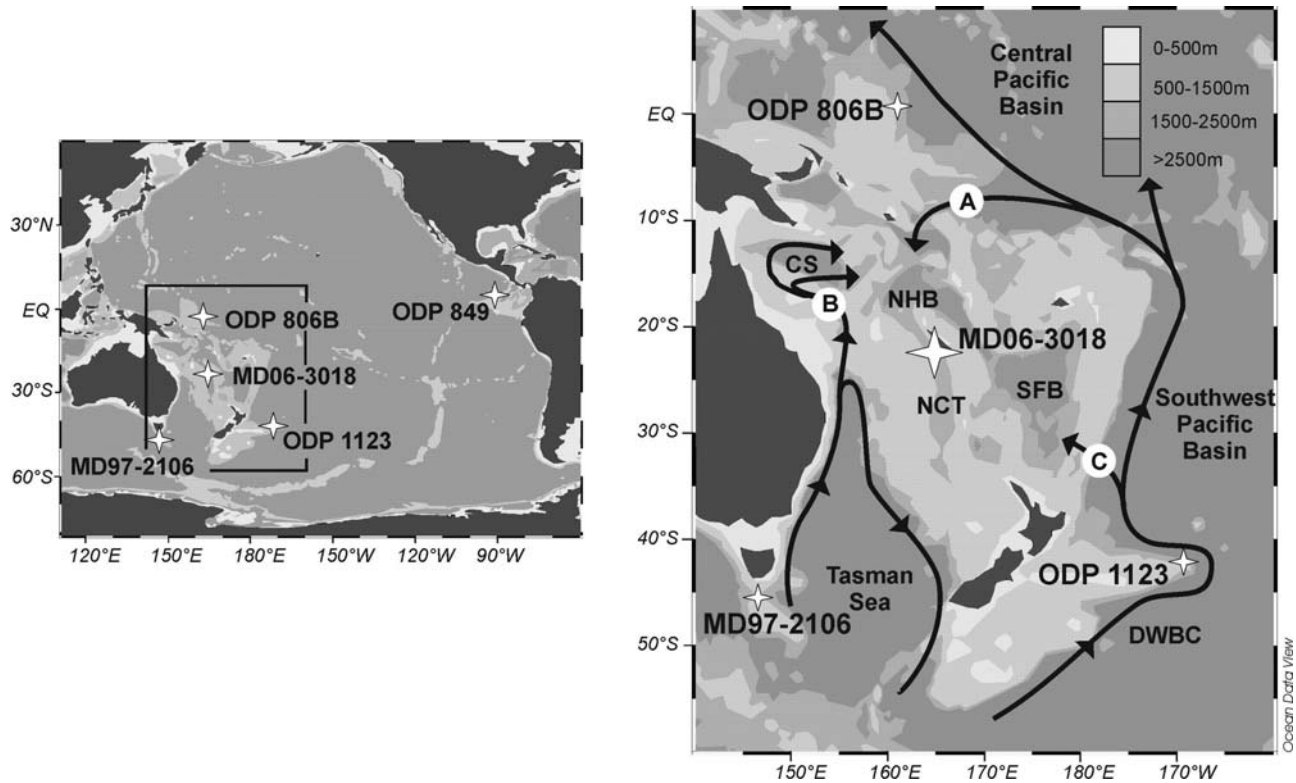 30°N
EQ
30°S
60°S
120°E
150°E
180°E
150°W
120°W
90°W
ODP 806B
ODP 849
MD06-3018
ODP 1123
MD97-2106
EQ
10°S
20°S
30°S
40°S
50°S
150°E
160°E
170°E
180°E
170°W
Central
Pacific
Basin
0-500m
500-1500m
1500-2500m
>2500m
ODP 806B
A
CS
B
NHB
MD06-3018
NCT
SFB
Southwest
Pacific
Basin
C
ODP 1123
Tasman
Sea
MD97-2106
DWBC
Ocean Data View